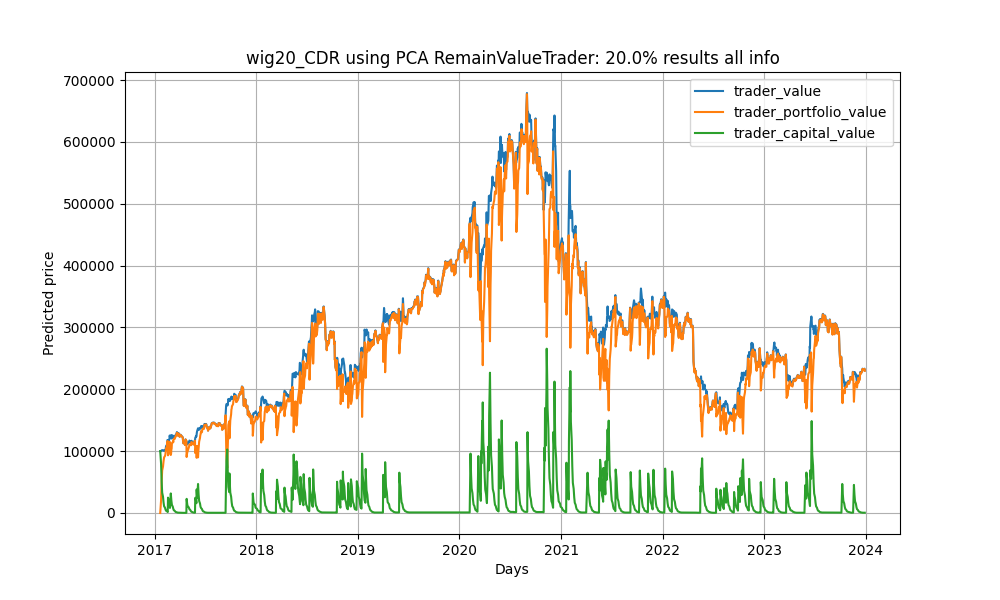 wig20_CDR using PCA RemainValueTrader: 20.0% results all info
trader_value
trader_portfolio_value
trader_capital_value
Predicted price
700000
600000
500000
400000
300000
200000
100000
0
2017 2018 2019 2020 2021 2022 2023 2024
Days